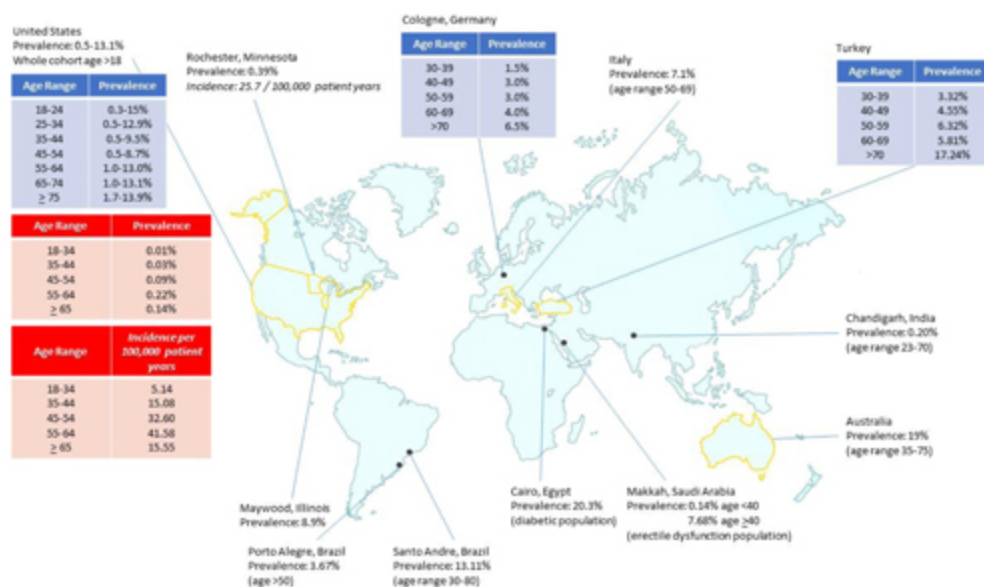 United States
Prevalence: 0.5-13.1%
Whole cohort age >18
Age Range Prevalence
18-24 0.3-15%
25-34 0.5-12.9%
35-44 0.5-9.5%
45-54 0.5-8.7%
55-64 1.0-13.0%
65-74 1.0-13.1%
≥ 75 1.7-13.9%
Age Range Prevalence
18-34 0.01%
35-44 0.03%
45-54 0.09%
55-64 0.22%
≥ 65 0.14%
Age Range Incidence per
100,000 patient
years
18-34 5.14
35-44 15.08
45-54 32.60
55-64 41.58
≥ 65 15.55
Rochester, Minnesota
Prevalence: 0.39%
Incidence: 25.7 / 100,000 patient years
Cologne, Germany
Age Range Prevalence
30-39 1.5%
40-49 3.0%
50-59 3.0%
60-69 4.0%
>70 6.5%
Italy
Prevalence: 7.1%
(age range 50-69)
Turkey
Age Range Prevalence
30-39 3.32%
40-49 4.55%
50-59 6.32%
60-69 5.81%
>70 17.24%
Chandigarh, India
Prevalence: 0.20%
(age range 23-70)
Australia
Prevalence: 19%
(age range 35-75)
Maywood, Illinois
Prevalence: 8.9%
Porto Alegre, Brazil
Prevalence: 3.67%
(age >50)
Santo Andre, Brazil
Prevalence: 13.11%
(age range 30-80)
Cairo, Egypt
Prevalence: 20.3%
(diabetic population)
Makkah, Saudi Arabia
Prevalence: 0.14% age <40
7.68% age ≥40
(erectile dysfunction population)